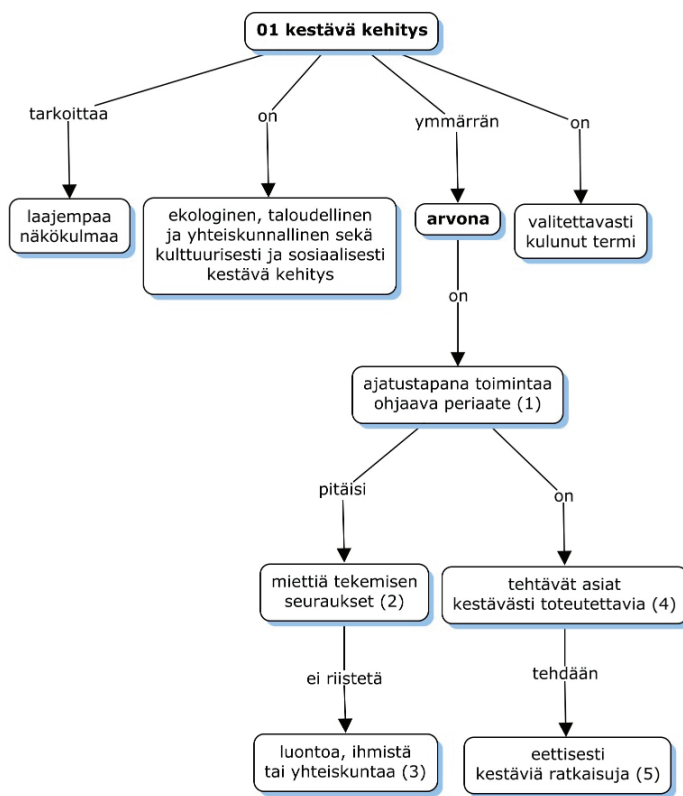 01 kestävä kehitys
tarkoittaa
on
ymmärrän
on
laajempaa
näkökulmaa
ekologinen, taloudellinen
ja yhteiskunnallinen sekä
kulttuurisesti ja sosiaalisesti
kestävä kehitys
arvona
valitettavasti
kulunut termi
on
ajatustapana toimintaa
ohjaava periaate (1)
pitäisi
on
miettiä tekemisen
seuraukset (2)
tehtävät asiat
kestävästi toteutettavia (4)
ei riistetä
tehdään
luontoa, ihmistä
tai yhteiskuntaa (3)
eettisesti
kestäviä ratkaisuja (5)